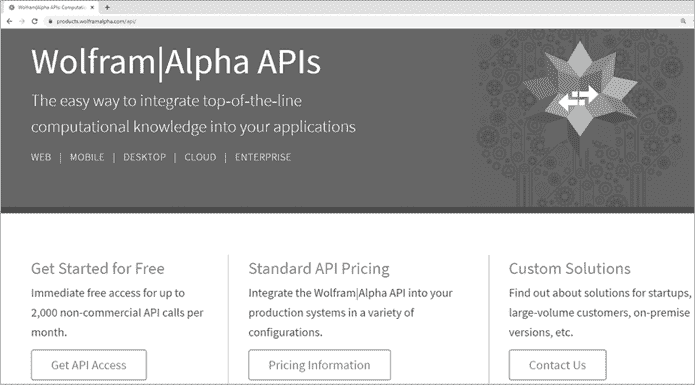 Wolfram|Alpha APIs Computat
products.wolframalpha.com/api/
Wolfram|Alpha APIs
The easy way to integrate top-of-the-line
computational knowledge into your applications
WEB | MOBILE | DESKTOP | CLOUD | ENTERPRISE
Get Started for Free
Immediate free access for up to
2,000 non-commercial API calls per
month.
Get API Access
Standard API Pricing
Integrate the Wolfram|Alpha API into your
production systems in a variety of
configurations.
Pricing Information
Custom Solutions
Find out about solutions for startups,
large-volume customers, on-premise
versions, etc.
Contact Us